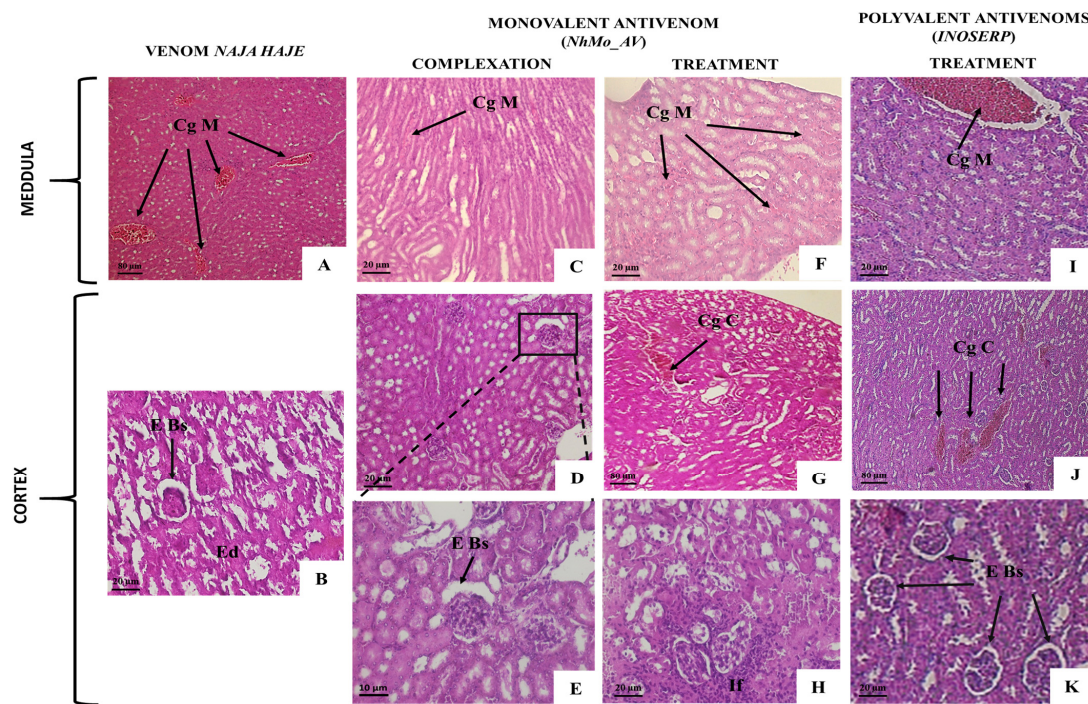 VENOM NAJA HAJE
MONOVALENT ANTIVENOM
(NhMo_AV)
COMPLEXATION
TREATMENT
POLYVALENT ANTIVENOMS
(INOSERP)
TREATMENT
MEDDULA
Cg M
80 µm
A
Cg M
20 µm
C
Cg M
20 µm
F
Cg M
20 µm
I
CORTEX
E Bs
Ed
20 µm
B
20 µm
D
Cg C
80 µm
G
Cg C
80 µm
J
E Bs
10 µm
E
If
20 µm
H
E Bs
20 µm
K